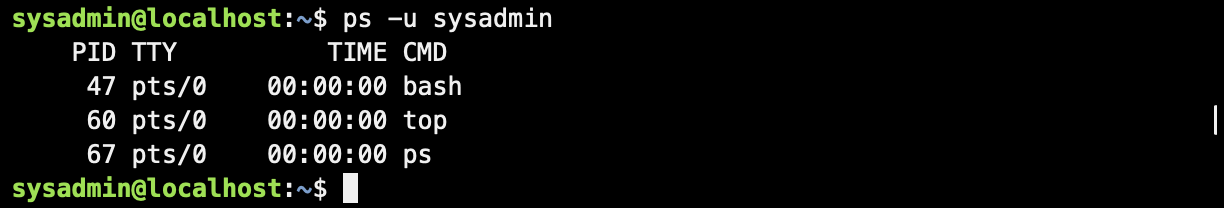 sysadmin@localhost:~$ ps -u sysadmin
    PID TTY          TIME CMD
     47 pts/0    00:00:00 bash
     60 pts/0    00:00:00 top
     67 pts/0    00:00:00 ps
sysadmin@localhost:~$